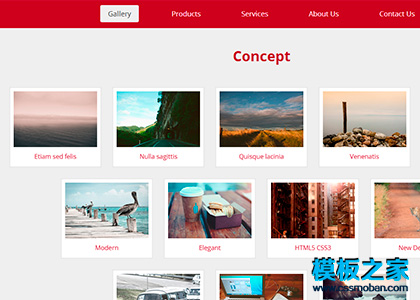 Gallery Products Services About Us Contact Us
Concept
Etiam sed felis Nulla sagittis Quisque lacinia Venenatis
Modern Elegant HTML5 CSS3 New De
模板之家
www.cssmoban.com